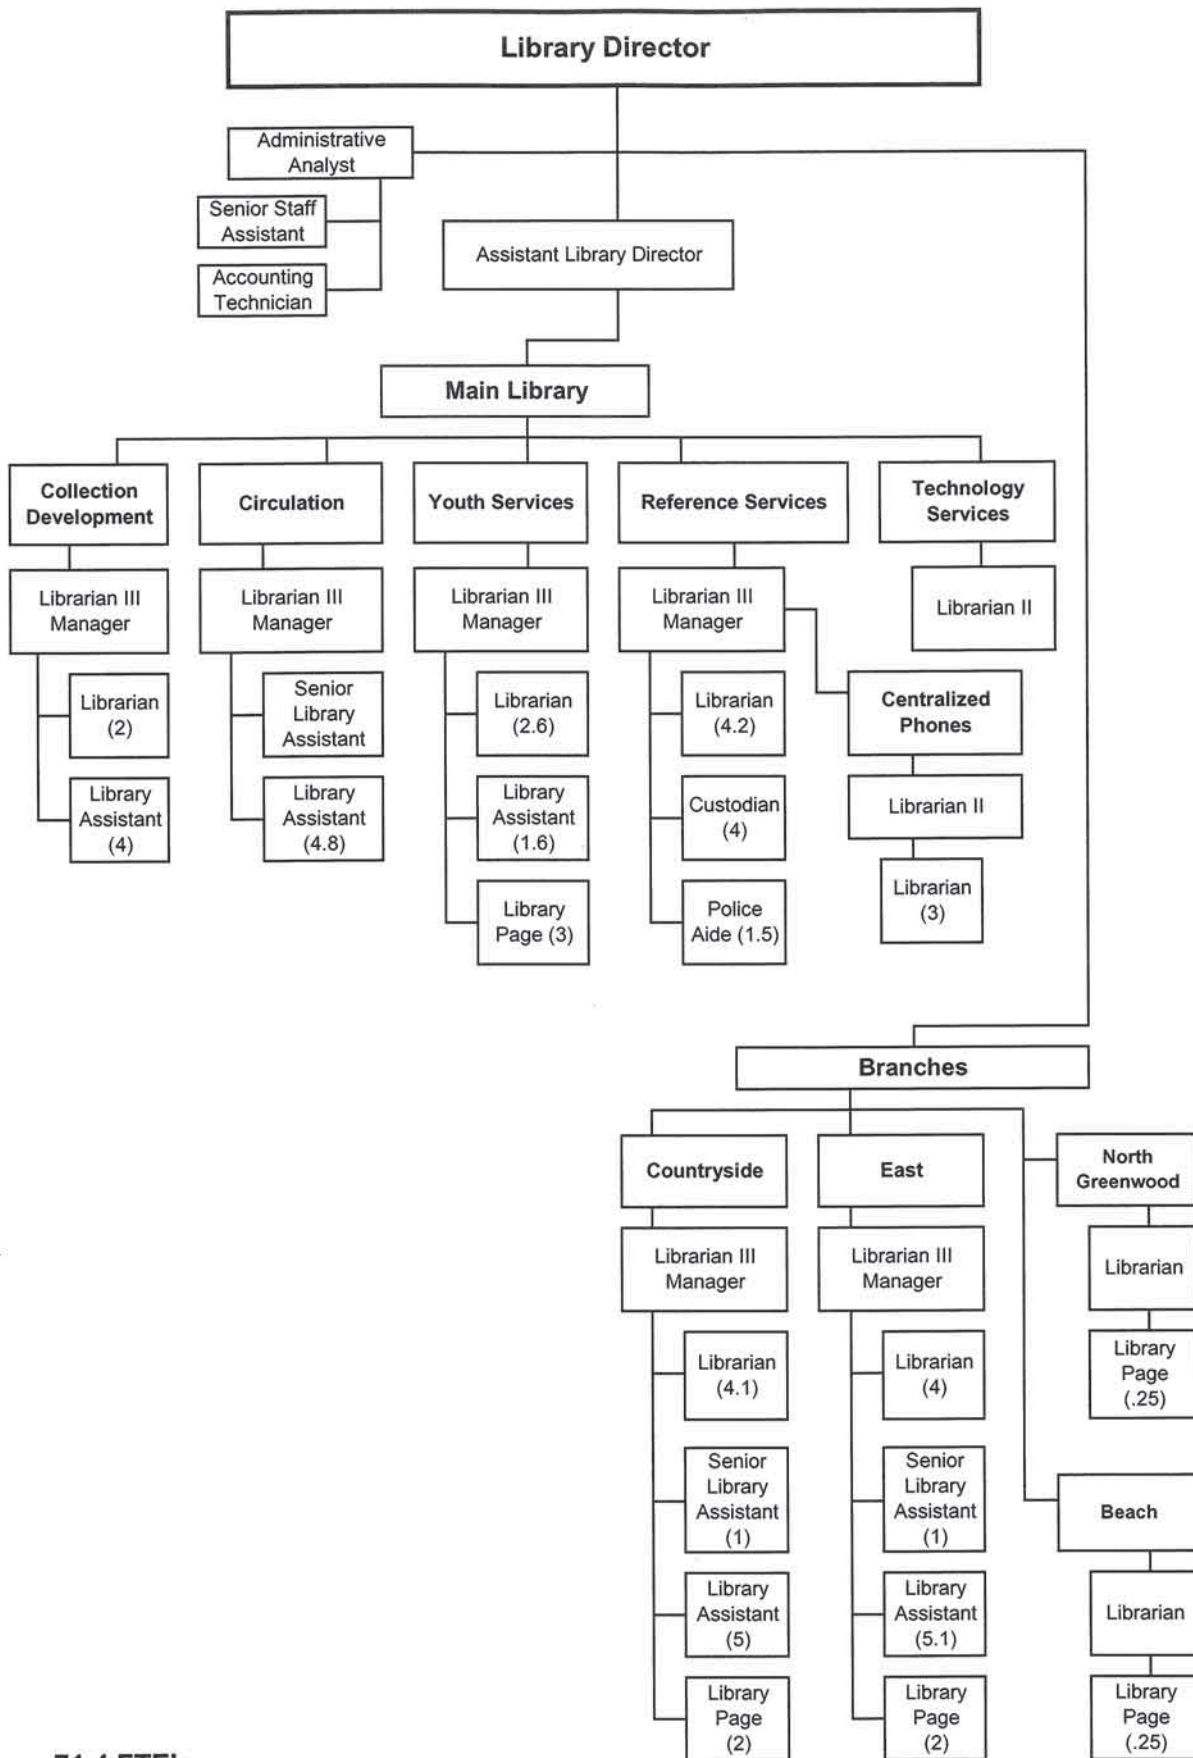 Library Director
Administrative
Analyst
Senior Staff
Assistant
Accounting
Technician
Assistant Library Director
Main Library
Collection
Development
Librarian III
Manager
Librarian
(2)
Library
Assistant
(4)
Circulation
Librarian III
Manager
Senior
Library
Assistant
Library
Assistant
(4.8)
Youth Services
Librarian III
Manager
Librarian
(2.6)
Library
Assistant
(1.6)
Library
Page (3)
Reference Services
Librarian III
Manager
Librarian
(4.2)
Custodian
(4)
Police
Aide (1.5)
Centralized
Phones
Librarian II
Librarian
(3)
Technology
Services
Librarian II
Branches
Countryside
Librarian III
Manager
Librarian
(4.1)
Senior
Library
Assistant
(1)
Library
Assistant
(5)
Library
Page
(2)
East
Librarian III
Manager
Librarian
(4)
Senior
Library
Assistant
(1)
Library
Assistant
(5.1)
Library
Page
(2)
North
Greenwood
Librarian
Library
Page
(.25)
Beach
Librarian
Library
Page
(.25)